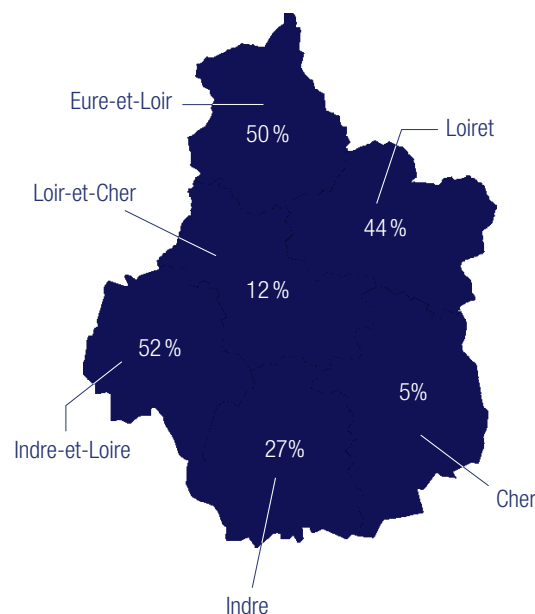 Eure-et-Loir
50 %
Loiret
Loir-et-Cher
44 %
12 %
52 %
5%
Indre-et-Loire
27%
Cher
Indre